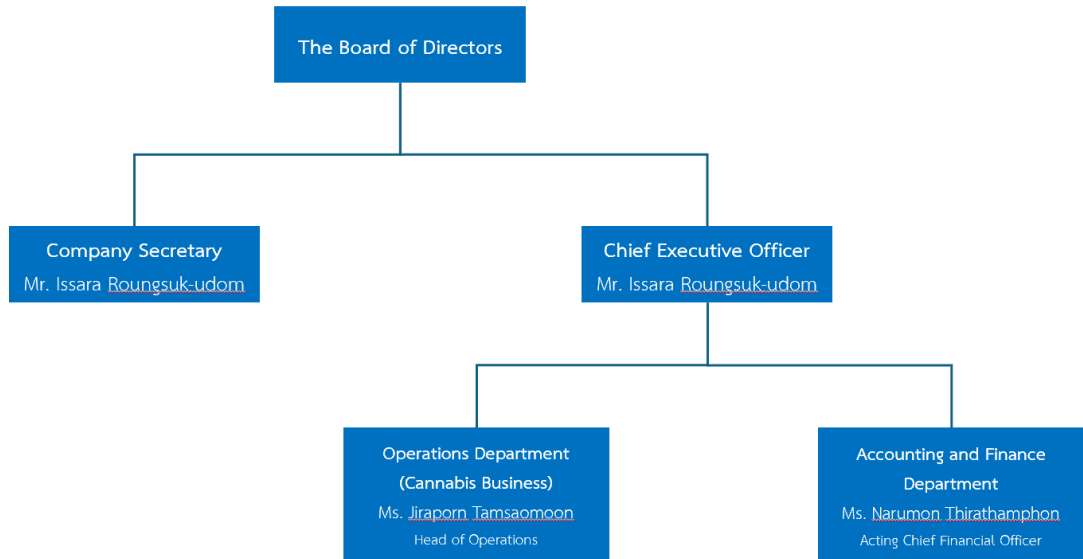 The Board of Directors
Company Secretary
Mr. Issara Roungsuk-udom
Chief Executive Officer
Mr. Issara Roungsuk-udom
Operations Department
(Cannabis Business)
Ms. Jiraporn Tamsaomoon
Head of Operations
Accounting and Finance
Department
Ms. Narumon Thirathamphon
Acting Chief Financial Officer